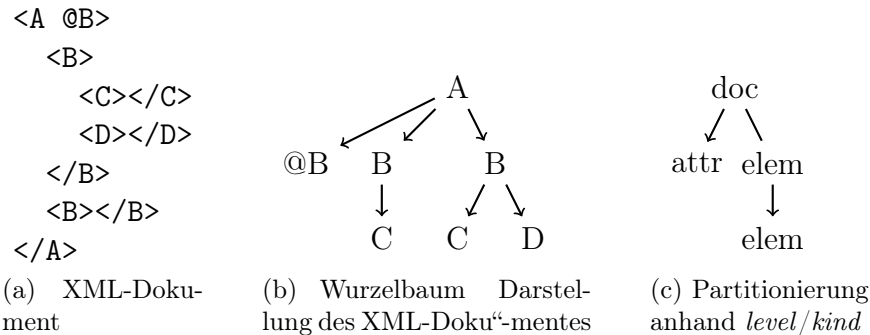 <A @B>
<B>
<C></C>
<D></D>
</B>
<B></B>
</A>
(a) XML-Doku-
ment
A
@B B B
C C D
(b) Wurzelbaum Darstel-
lung des XML-Doku“-mentes
doc
attr elem
elem
(c) Partitionierung
anhand level/kind